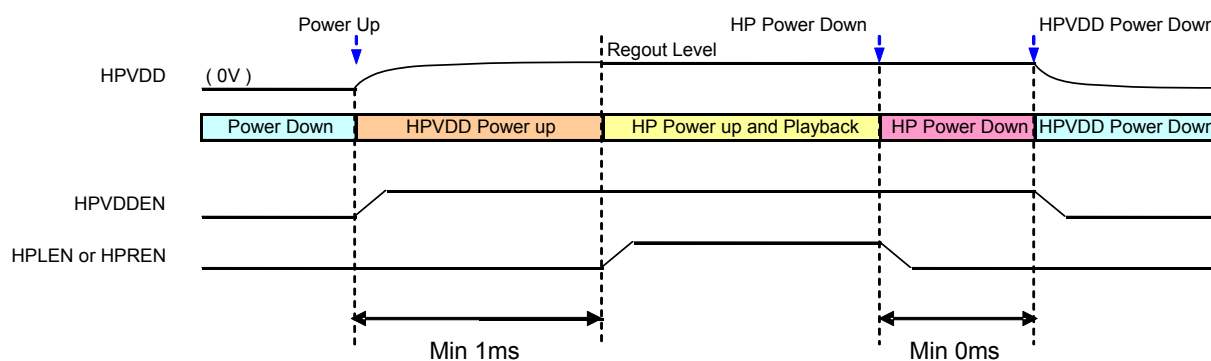 Power Up
HP Power Down
HPVDD Power Down
HPVDD
( 0V )
Regout Level
Power Down
HPVDD Power up
HP Power up and Playback
HP Power Down
HPVDD Power Down
HPVDDEN
HPLEN or HPREN
Min 1ms
Min 0ms